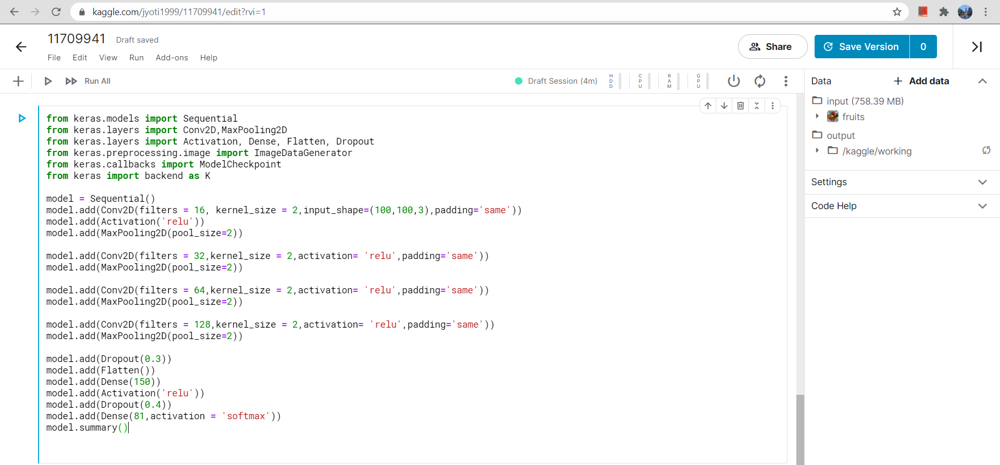 kaggle.com/jyoti1999/11709941/edit?rvi=1
11709941 Draft saved
File Edit View Run Add-ons Help
Share
Save Version 0
Run All
Draft Session (4m)
HDD
CPU
RAM
GPU
from keras.models import Sequential
from keras.layers import Conv2D,MaxPooling2D
from keras.layers import Activation, Dense, Flatten, Dropout
from keras.preprocessing.image import ImageDataGenerator
from keras.callbacks import ModelCheckpoint
from keras import backend as K
model = Sequential()
model.add(Conv2D(filters = 16, kernel_size = 2,input_shape=(100,100,3),padding='same'))
model.add(Activation('relu'))
model.add(MaxPooling2D(pool_size=2))
model.add(Conv2D(filters = 32,kernel_size = 2,activation= 'relu',padding='same'))
model.add(MaxPooling2D(pool_size=2))
model.add(Conv2D(filters = 64,kernel_size = 2,activation= 'relu',padding='same'))
model.add(MaxPooling2D(pool_size=2))
model.add(Conv2D(filters = 128,kernel_size = 2,activation= 'relu',padding='same'))
model.add(MaxPooling2D(pool_size=2))
model.add(Dropout(0.3))
model.add(Flatten())
model.add(Dense(150))
model.add(Activation('relu'))
model.add(Dropout(0.4))
model.add(Dense(81,activation = 'softmax'))
model.summary()
Data
Add data
input (758.39 MB)
fruits
output
/kaggle/working
Settings
Code Help